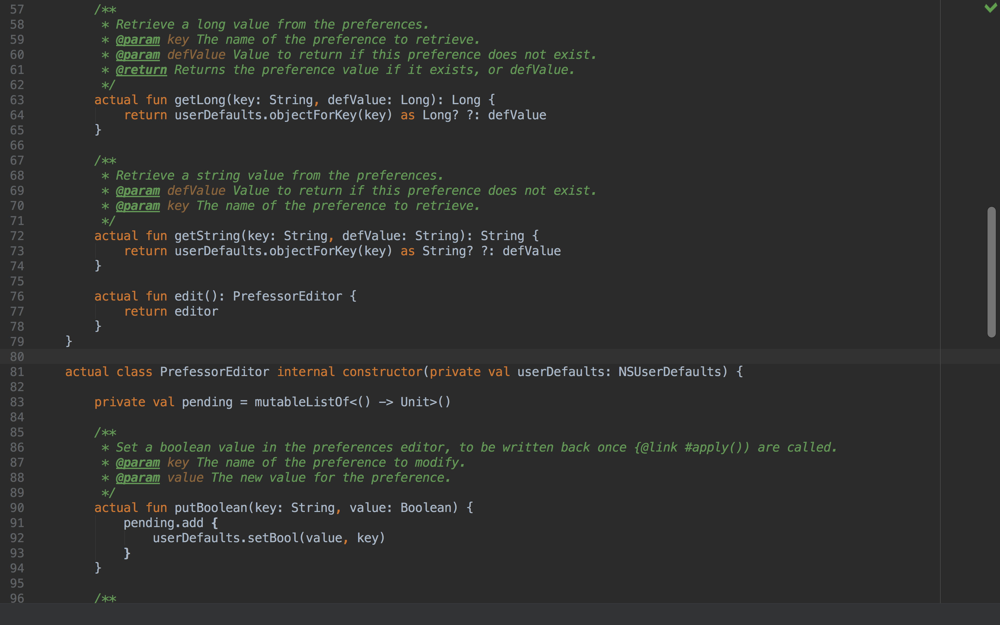 57 /**
58 * Retrieve a long value from the preferences.
59 * @param key The name of the preference to retrieve.
60 * @param defValue Value to return if this preference does not exist.
61 * @return Returns the preference value if it exists, or defValue.
62 */
63 actual fun getLong(key: String, defValue: Long): Long {
64 return userDefaults.objectForKey(key) as Long? ?: defValue
65 }
66
67 /**
68 * Retrieve a string value from the preferences.
69 * @param defValue Value to return if this preference does not exist.
70 * @param key The name of the preference to retrieve.
71 */
72 actual fun getString(key: String, defValue: String): String {
73 return userDefaults.objectForKey(key) as String? ?: defValue
74 }
75
76 actual fun edit(): PrefessorEditor {
77 return editor
78 }
79 }
80
81 actual class PrefessorEditor internal constructor(private val userDefaults: NSUserDefaults) {
82
83 private val pending = mutableListOf<() -> Unit>()
84
85 /**
86 * Set a boolean value in the preferences editor, to be written back once {@link #apply()) are called.
87 * @param key The name of the preference to modify.
88 * @param value The new value for the preference.
89 */
90 actual fun putBoolean(key: String, value: Boolean) {
91 pending.add {
92 userDefaults.setBool(value, key)
93 }
94 }
95
96 /**